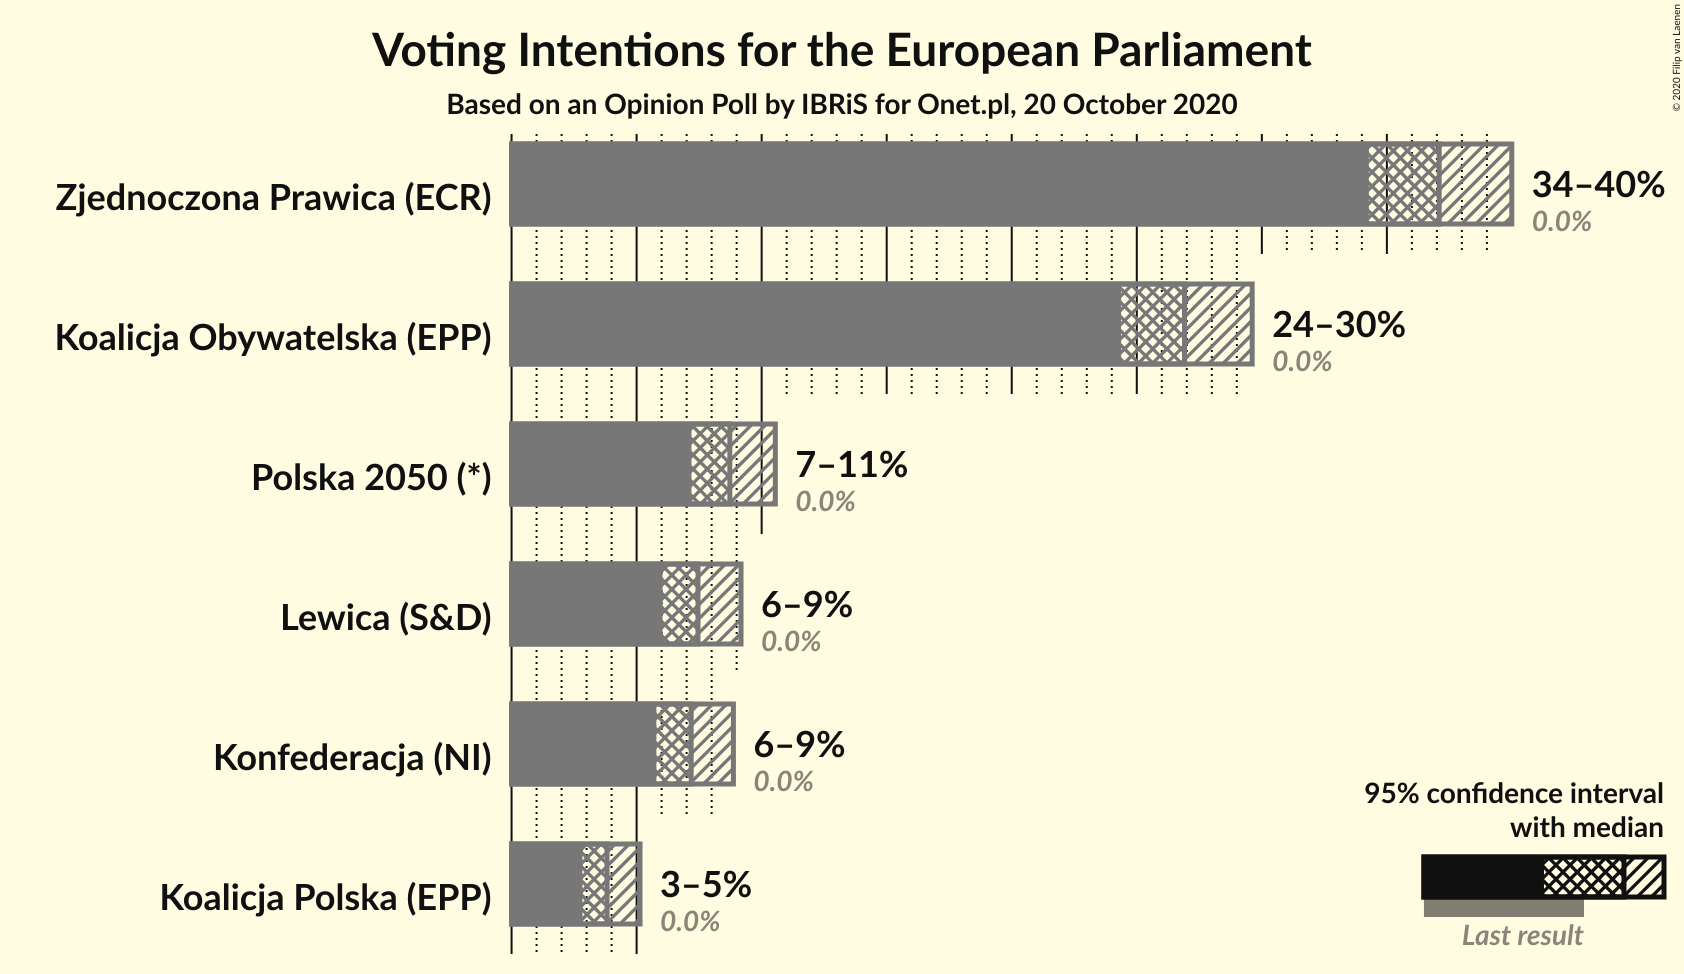 Voting Intentions for the European Parliament
Based on an Opinion Poll by IBRiS for Onet.pl, 20 October 2020
© 2020 Filip van Laenen
Zjednoczona Prawica (ECR)
34–40%
0.0%
Koalicja Obywatelska (EPP)
24–30%
0.0%
Polska 2050 (*)
7–11%
0.0%
Lewica (S&D)
6–9%
0.0%
Konfederacja (NI)
6–9%
0.0%
Koalicja Polska (EPP)
3–5%
0.0%
95% confidence interval
with median
Last result